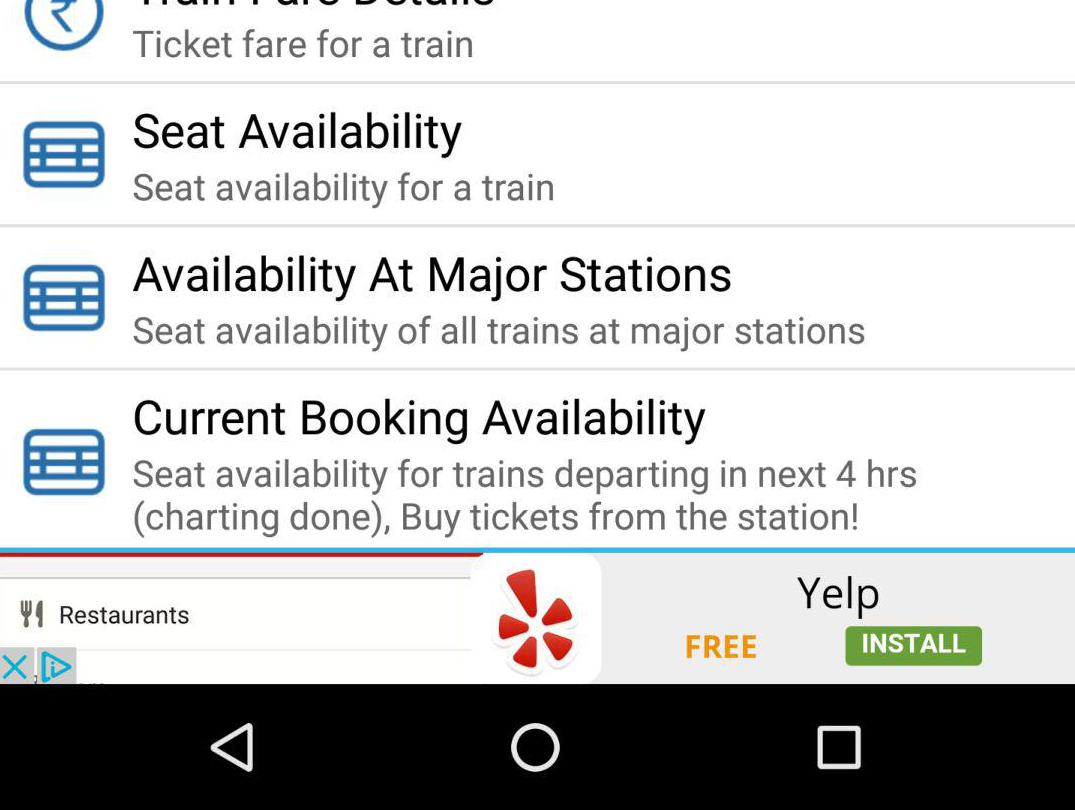 Train Fare Details
Ticket fare for a train
Seat Availability
Seat availability for a train
Availability At Major Stations
Seat availability of all trains at major stations
Current Booking Availability
Seat availability for trains departing in next 4 hrs
(charting done), Buy tickets from the station!
Restaurants
Yelp
FREE
INSTALL